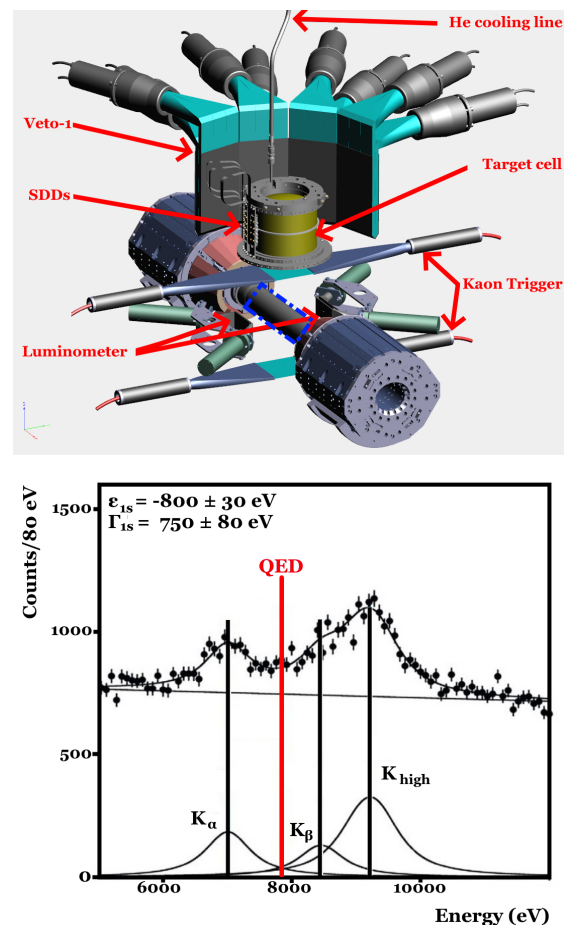 He cooling line
Veto-1
Target cell
SDDs
Kaon Trigger
Luminometer
ε1s = -800 ± 30 eV
Γ1s = 750 ± 80 eV
Counts/80 eV
1500
1000
500
0
QED
Kα
Kβ
Khigh
6000 8000 10000
Energy (eV)